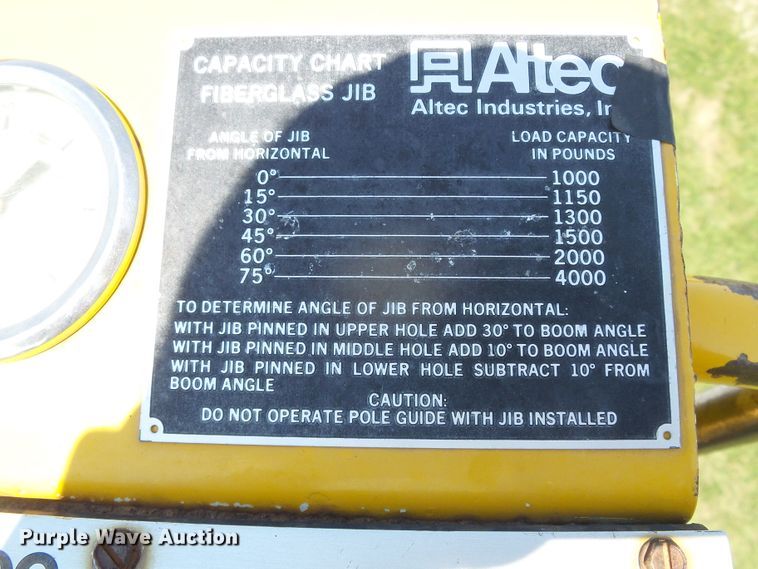 CAPACITY CHART
FIBERGLASS JIB
Altec
Altec Industries,
ANGLE OF JIB
FROM HORIZONTAL
LOAD CAPACITY
IN POUNDS
0° 1000
15° 1150
30° 1300
45° 1500
60° 2000
75° 4000
TO DETERMINE ANGLE OF JIB FROM HORIZONTAL:
WITH JIB PINNED IN UPPER HOLE ADD 30° TO BOOM ANGLE
WITH JIB PINNED IN MIDDLE HOLE ADD 10° TO BOOM ANGLE
WITH JIB PINNED IN LOWER HOLE SUBTRACT 10° FROM
BOOM ANGLE
CAUTION:
DO NOT OPERATE POLE GUIDE WITH JIB INSTALLED
Purple Wave Auction